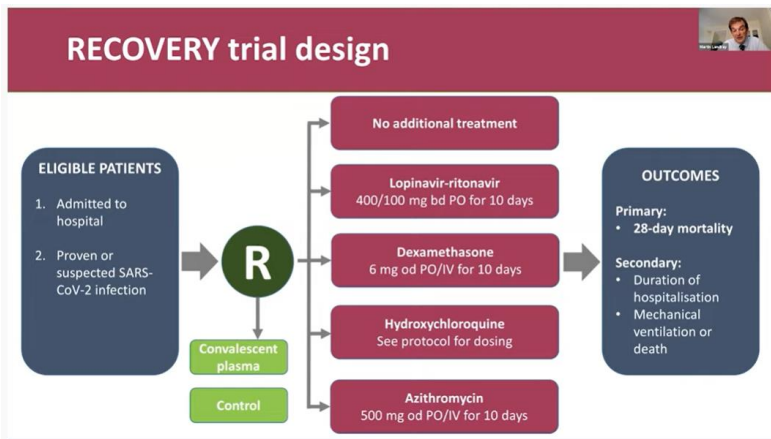 RECOVERY trial design
ELIGIBLE PATIENTS
1. Admitted to
hospital
2. Proven or
suspected SARS-
CoV-2 infection
R
Convalescent
plasma
Control
No additional treatment
Lopinavir-ritonavir
400/100 mg bd PO for 10 days
Dexamethasone
6 mg od PO/IV for 10 days
Hydroxychloroquine
See protocol for dosing
Azithromycin
500 mg od PO/IV for 10 days
OUTCOMES
Primary:
• 28-day mortality
Secondary:
• Duration of
hospitalisation
• Mechanical
ventilation or
death